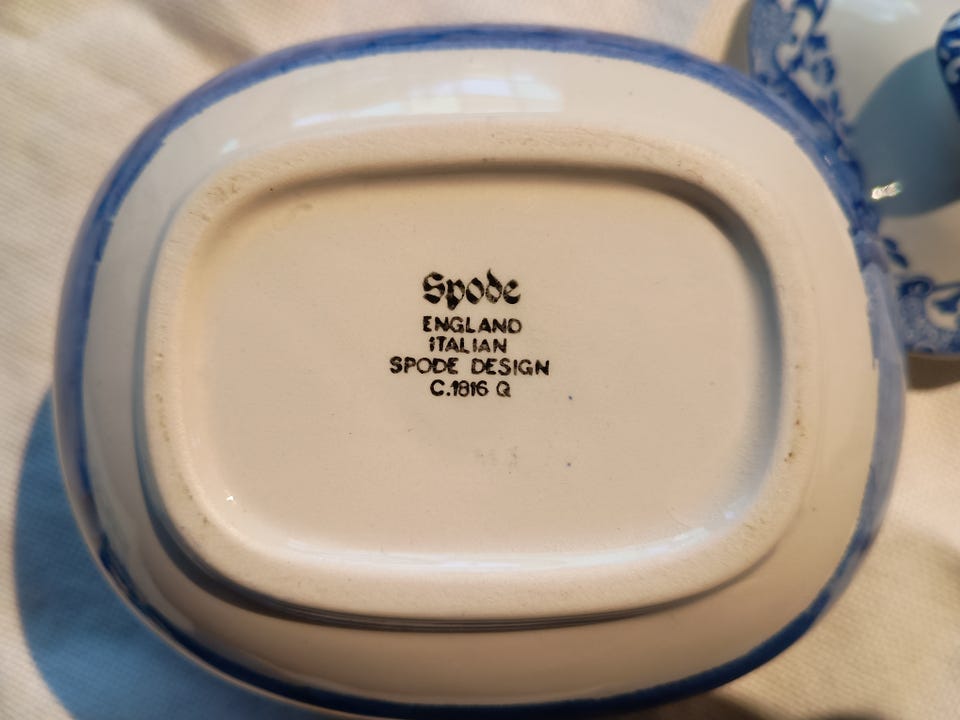 Spode
ENGLAND
ITALIAN
SPODE DESIGN
C.1816 Q